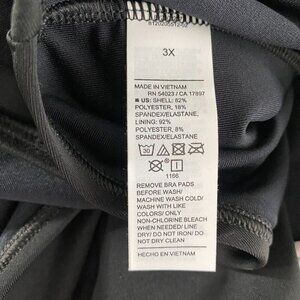 3X
MADE IN VIETNAM
RN 54023 / CA 17897
US: SHELL: 82%
POLYESTER, 18%
SPANDEX/ELASTANE,
LINING: 92%
POLYESTER, 8%
SPANDEX/ELASTANE
30
1166
REMOVE BRA PADS
BEFORE WASH/
MACHINE WASH COLD/
WASH WITH LIKE
COLORS/ ONLY
NON-CHLORINE BLEACH
WHEN NEEDED/ LINE
DRY/ DO NOT IRON/ DO
NOT DRY CLEAN
HECHO EN VIETNAM